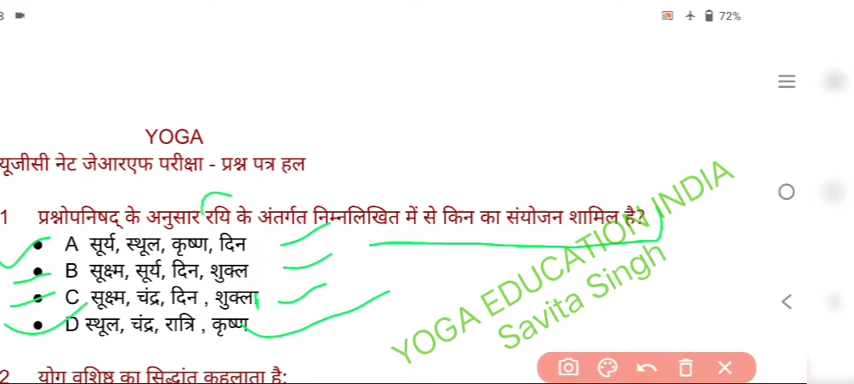 72%
YOGA
यूजीसी नेट जेआरएफ परीक्षा - प्रश्न पत्र हल
1 प्रश्नोपनिषद् के अनुसार रयि के अंतर्गत निम्नलिखित में से किन का संयोजन शामिल है?
A सूर्य, स्थूल, कृष्ण, दिन
B सूक्ष्म, सूर्य, दिन, शुक्ल
C सूक्ष्म, चंद्र, दिन , शुक्ल
D स्थूल, चंद्र, रात्रि , कृष्ण
2 योग वशिष्ठ का सिद्धांत कहलाता है:
YOGA EDUCATION INDIA
Savita Singh